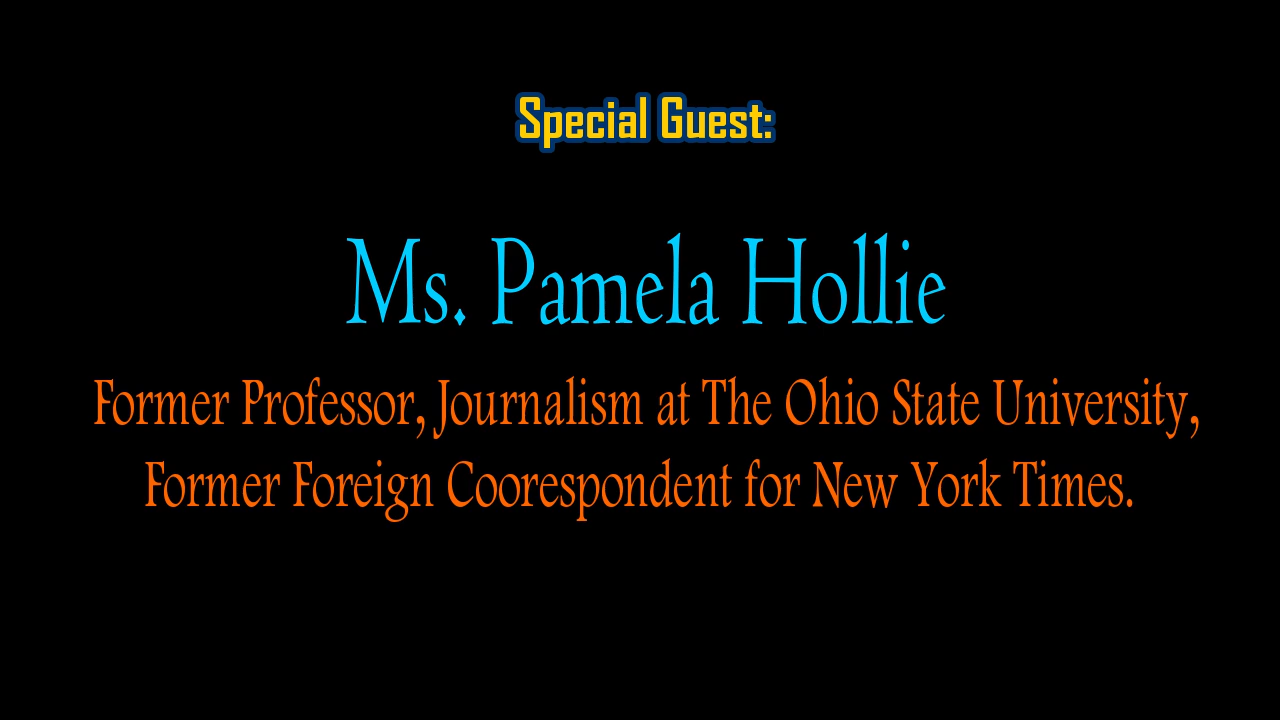 Special Guest:
Ms. Pamela Hollie
Former Professor, Journalism at The Ohio State University,
Former Foreign Coorespondent for New York Times.